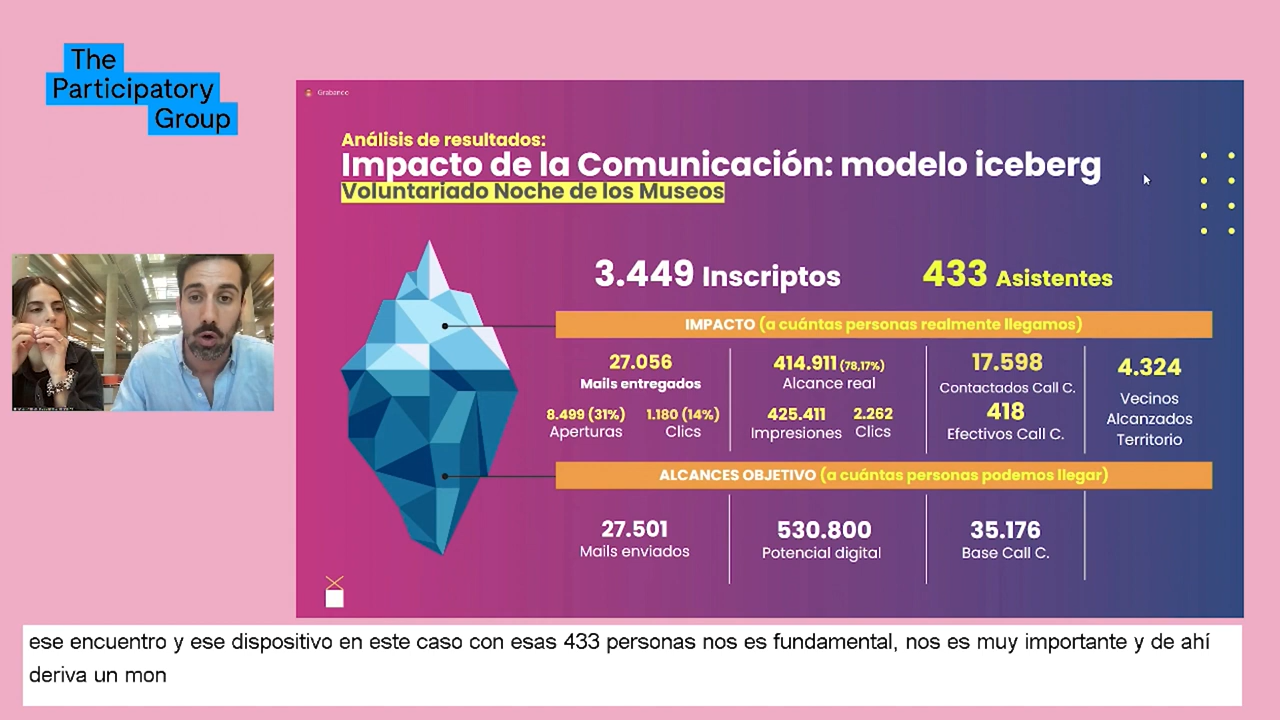 The
Participatory
Group
Grabando
Análisis de resultados:
Impacto de la Comunicación: modelo iceberg
Voluntariado Noche de los Museos
3.449 Inscriptos
433 Asistentes
IMPACTO (a cuántas personas realmente llegamos)
27.056
Mails entregados
8.499 (31%)
Aperturas
1.180 (14%)
Clics
414.911 (78,17%)
Alcance real
425.411
Impresiones
2.262
Clics
17.598
Contactados Call C.
418
Efectivos Call C.
4.324
Vecinos
Alcanzados
Territorio
ALCANCES OBJETIVO (a cuántas personas podemos llegar)
27.501
Mails enviados
530.800
Potencial digital
35.176
Base Call C.
ese encuentro y ese dispositivo en este caso con esas 433 personas nos es fundamental, nos es muy importante y de ahí
deriva un mon